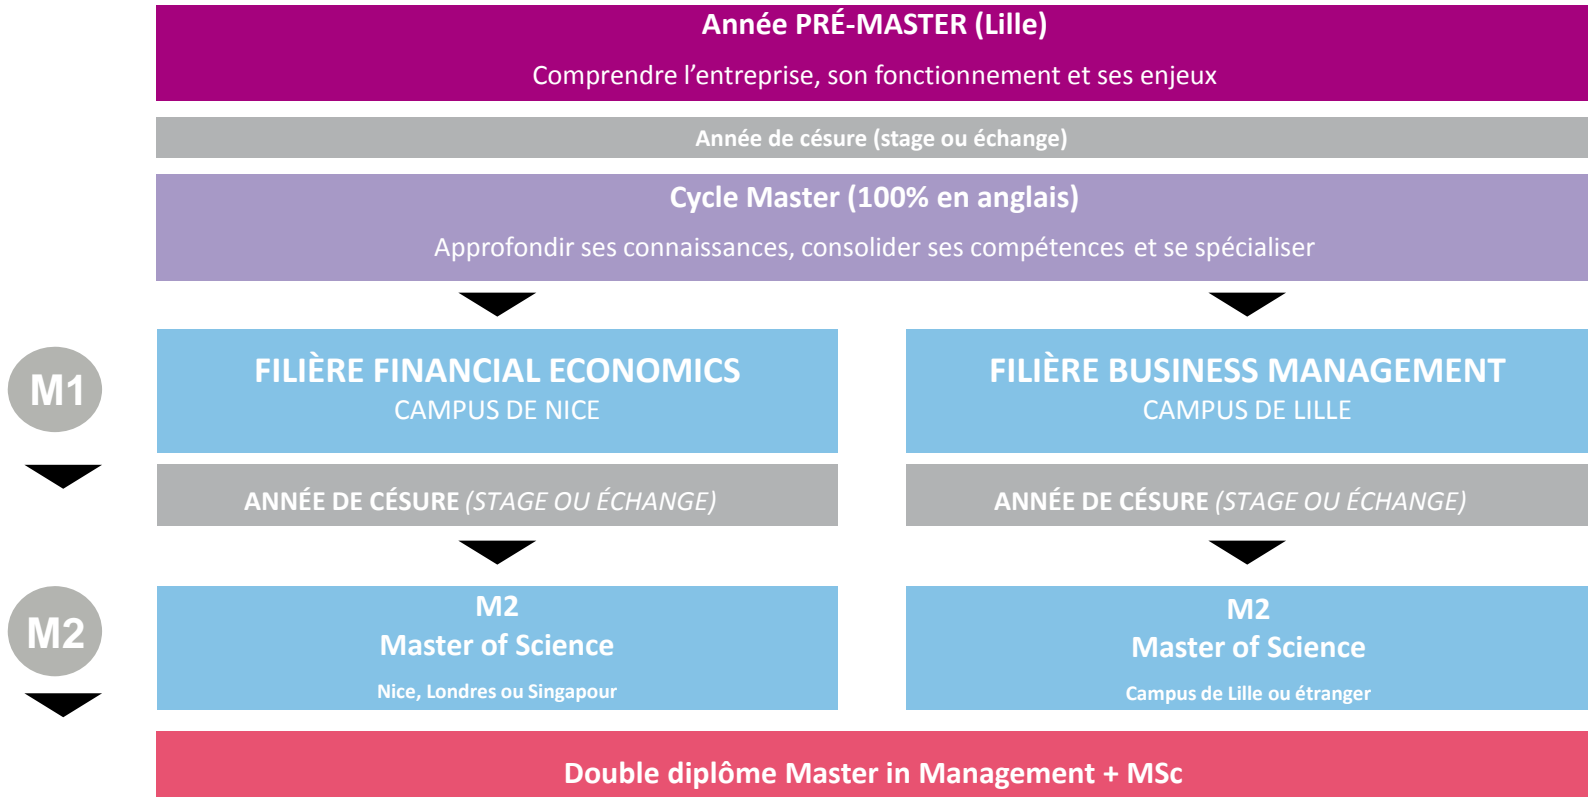 Année PRÉ-MASTER (Lille)
Comprendre l’entreprise, son fonctionnement et ses enjeux
Année de césure (stage ou échange)
Cycle Master (100% en anglais)
Approfondir ses connaissances, consolider ses compétences et se spécialiser
M1
FILIÈRE FINANCIAL ECONOMICS
CAMPUS DE NICE
FILIÈRE BUSINESS MANAGEMENT
CAMPUS DE LILLE
ANNÉE DE CÉSURE (STAGE OU ÉCHANGE)
ANNÉE DE CÉSURE (STAGE OU ÉCHANGE)
M2
M2
Master of Science
Nice, Londres ou Singapour
M2
Master of Science
Campus de Lille ou étranger
Double diplôme Master in Management + MSc